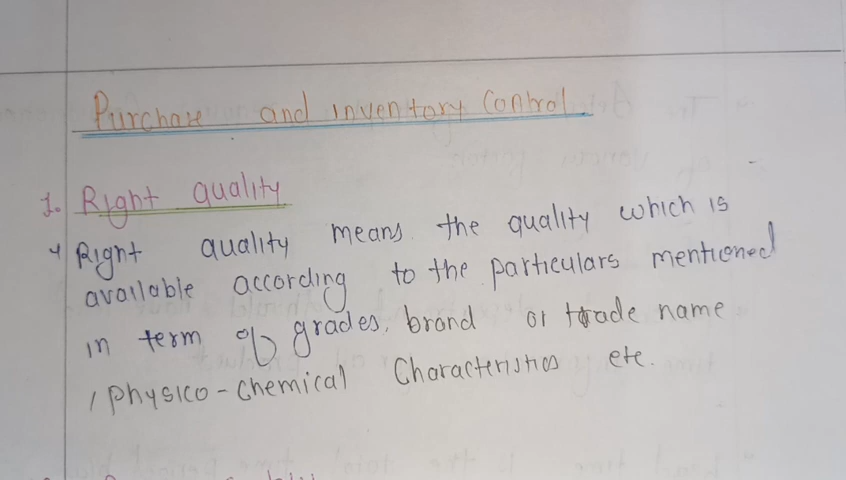 Purchase and inventory Control.
1. Right quality
Right quality means the quality which is
available according to the particulars mentioned
in term of grades, brand or trade name
, physico-chemical Characteristics etc.